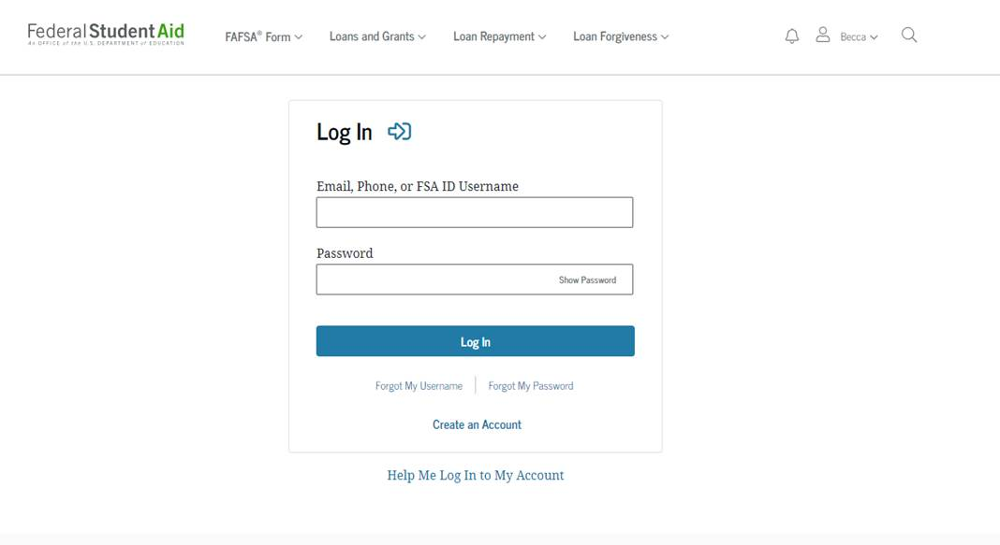 Federal Student Aid
An OFFICE of the U.S. DEPARTMENT of EDUCATION
FAFSA® Form
Loans and Grants
Loan Repayment
Loan Forgiveness
Becca
Log In
Email, Phone, or FSA ID Username
Password
Show Password
Log In
Forgot My Username
Forgot My Password
Create an Account
Help Me Log In to My Account